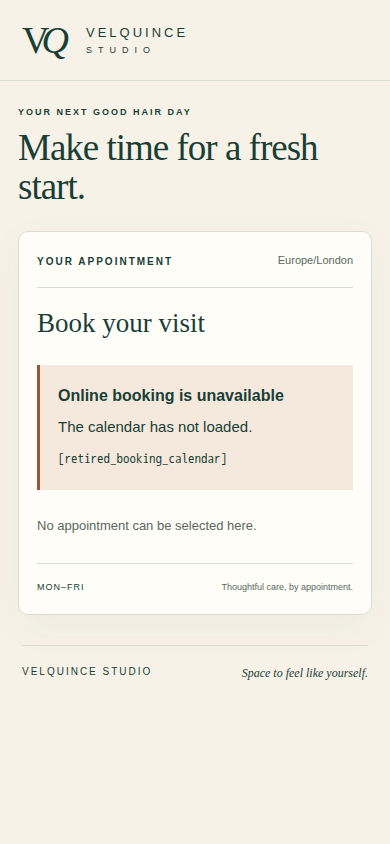 VQ
VELQUINCE
STUDIO
YOUR NEXT GOOD HAIR DAY
Make time for a fresh
start.
YOUR APPOINTMENT
Europe/London
Book your visit
Online booking is unavailable
The calendar has not loaded.
[retired_booking_calendar]
No appointment can be selected here.
MON–FRI
Thoughtful care, by appointment.
VELQUINCE STUDIO
Space to feel like yourself.